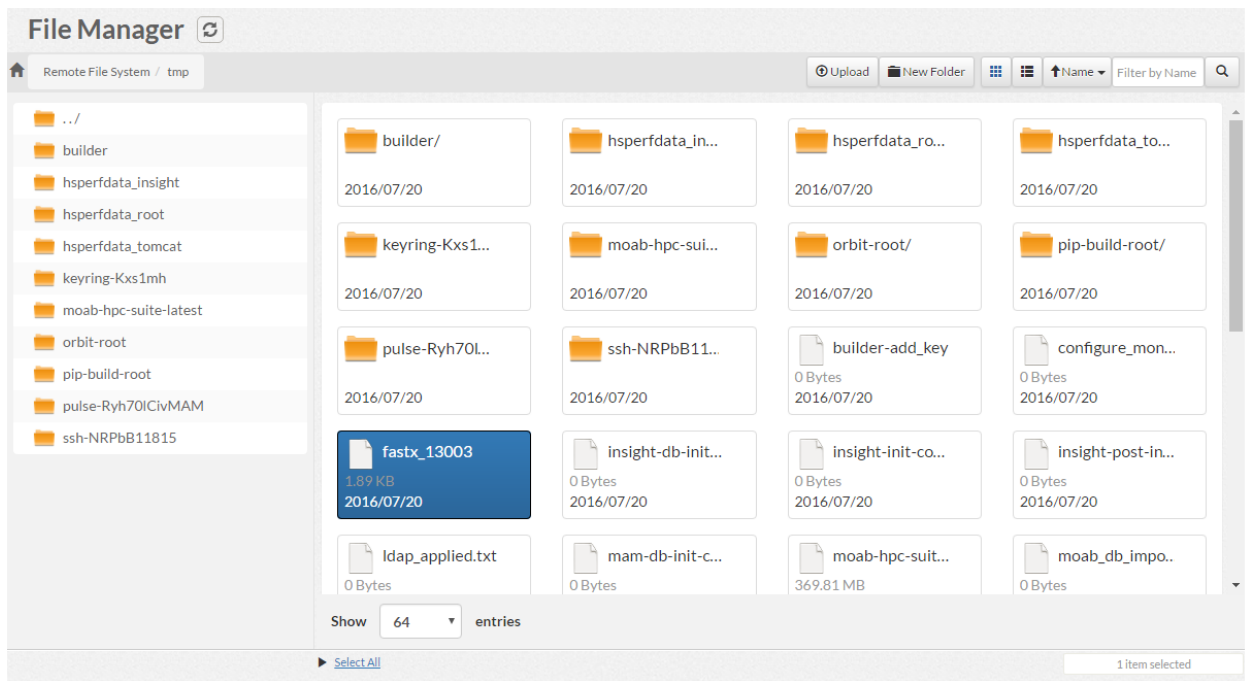 File Manager
Remote File System / tmp
Upload
New Folder
Name
Filter by Name
../
builder
hsperfdata_insight
hsperfdata_root
hsperfdata_tomcat
keyring-Kxs1mh
moab-hpc-suite-latest
orbit-root
pip-build-root
pulse-Ryh70lCivMAM
ssh-NRPbB11815
builder/ hsperfdata_in... hsperfdata_ro... hsperfdata_to...
2016/07/20 2016/07/20 2016/07/20 2016/07/20
keyring-Kxs1... moab-hpc-sui... orbit-root/ pip-build-root/
2016/07/20 2016/07/20 2016/07/20 2016/07/20
pulse-Ryh70l... ssh-NRPbB11... builder-add_key configure_mon...
0 Bytes 0 Bytes
2016/07/20 2016/07/20 2016/07/20 2016/07/20
fastx_13003 insight-db-init... insight-init-co... insight-post-in...
1.89 KB 0 Bytes 0 Bytes 0 Bytes
2016/07/20 2016/07/20 2016/07/20 2016/07/20
ldap_applied.txt mam-db-init-c... moab-hpc-suit... moab_db_impo..
0 Bytes 0 Bytes 369.81 MB 0 Bytes
Show 64 entries
Select All
1 item selected